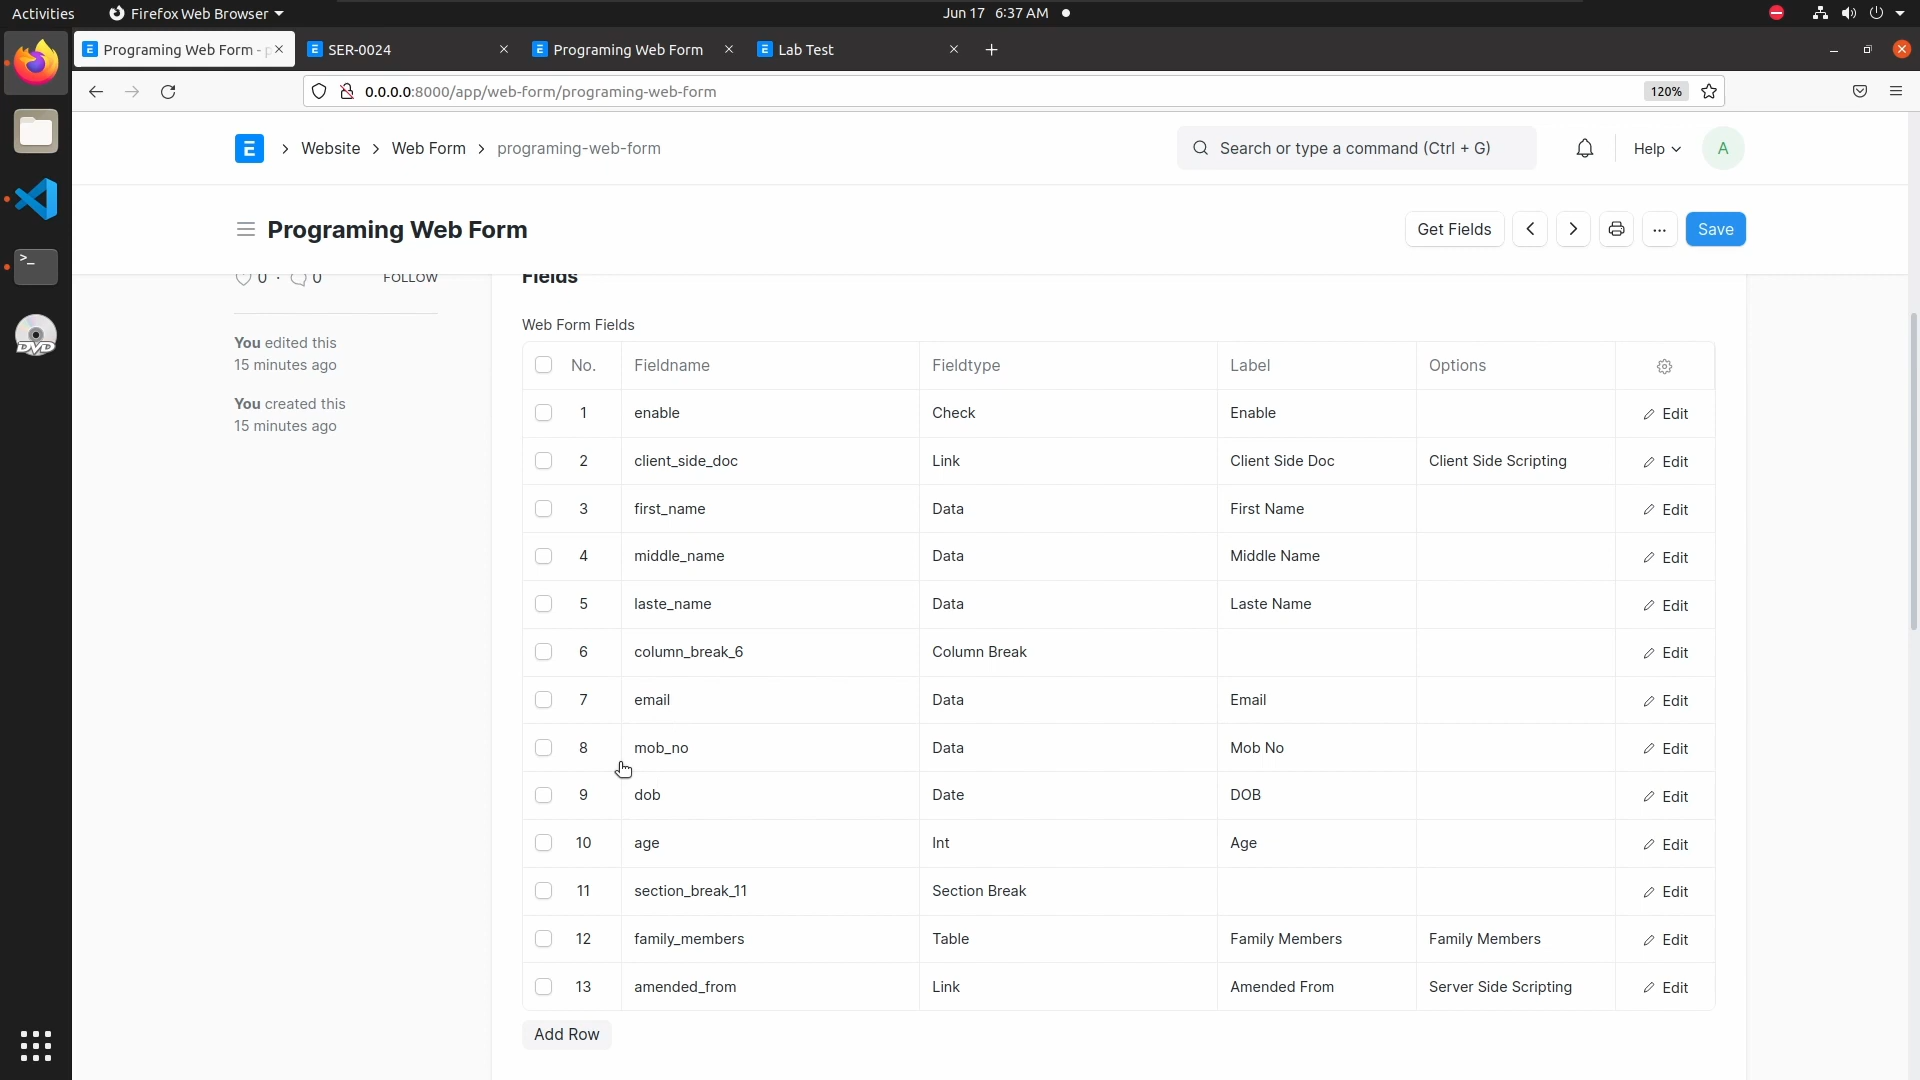 Activities Firefox Web Browser Jun 17 6:37 AM
Programing Web Form - p SER-0024 Programing Web Form Lab Test
0.0.0.0:8000/app/web-form/programing-web-form 120%
E Website Web Form programing-web-form Search or type a command (Ctrl + G) Help A
Programing Web Form Get Fields ... Save
0 · 0 FOLLOW Fields
Web Form Fields
You edited this
15 minutes ago
You created this
15 minutes ago
No. Fieldname Fieldtype Label Options
1 enable Check Enable Edit
2 client_side_doc Link Client Side Doc Client Side Scripting Edit
3 first_name Data First Name Edit
4 middle_name Data Middle Name Edit
5 laste_name Data Laste Name Edit
6 column_break_6 Column Break Edit
7 email Data Email Edit
8 mob_no Data Mob No Edit
9 dob Date DOB Edit
10 age Int Age Edit
11 section_break_11 Section Break Edit
12 family_members Table Family Members Family Members Edit
13 amended_from Link Amended From Server Side Scripting Edit
Add Row
DVD